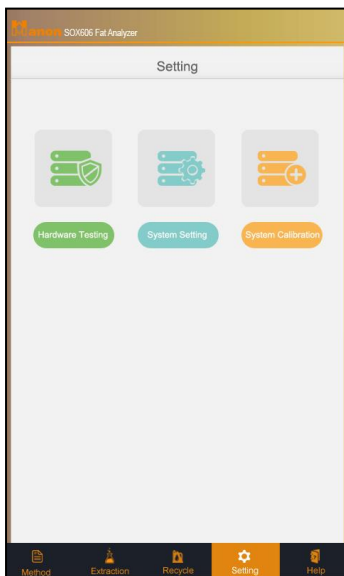 Hanon SOX606 Fat Analyzer
Setting
Hardware Testing
System Setting
System Calibration
Method
Extraction
Recycle
Setting
Help